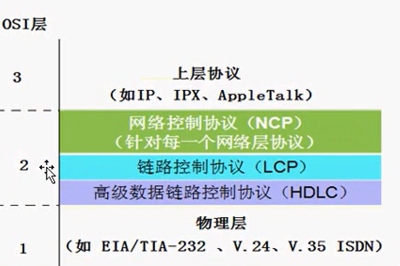 OSI层
3
上层协议
（如IP、IPX、AppleTalk）
网络控制协议（NCP）
（针对每一个网络层协议）
2
链路控制协议（LCP）
高级数据链路控制协议（HDLC）
物理层
1
（如 EIA/TIA-232 、V.24、V.35 ISDN）